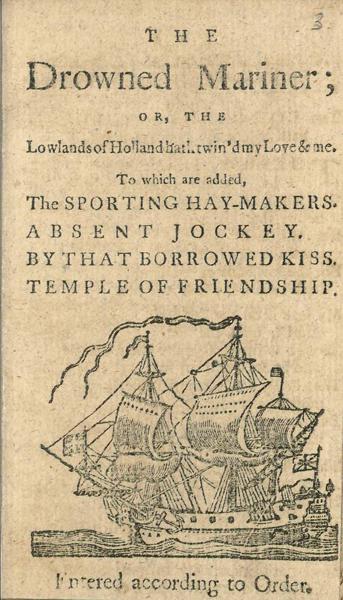 3.
THE
Drowned Mariner;
OR, THE
Lowlands of Holland hath twin'd my Love & me.
To which are added,
The SPORTING HAY-MAKERS.
ABSENT JOCKEY.
BY THAT BORROWED KISS.
TEMPLE OF FRIENDSHIP.
Entered according to Order.